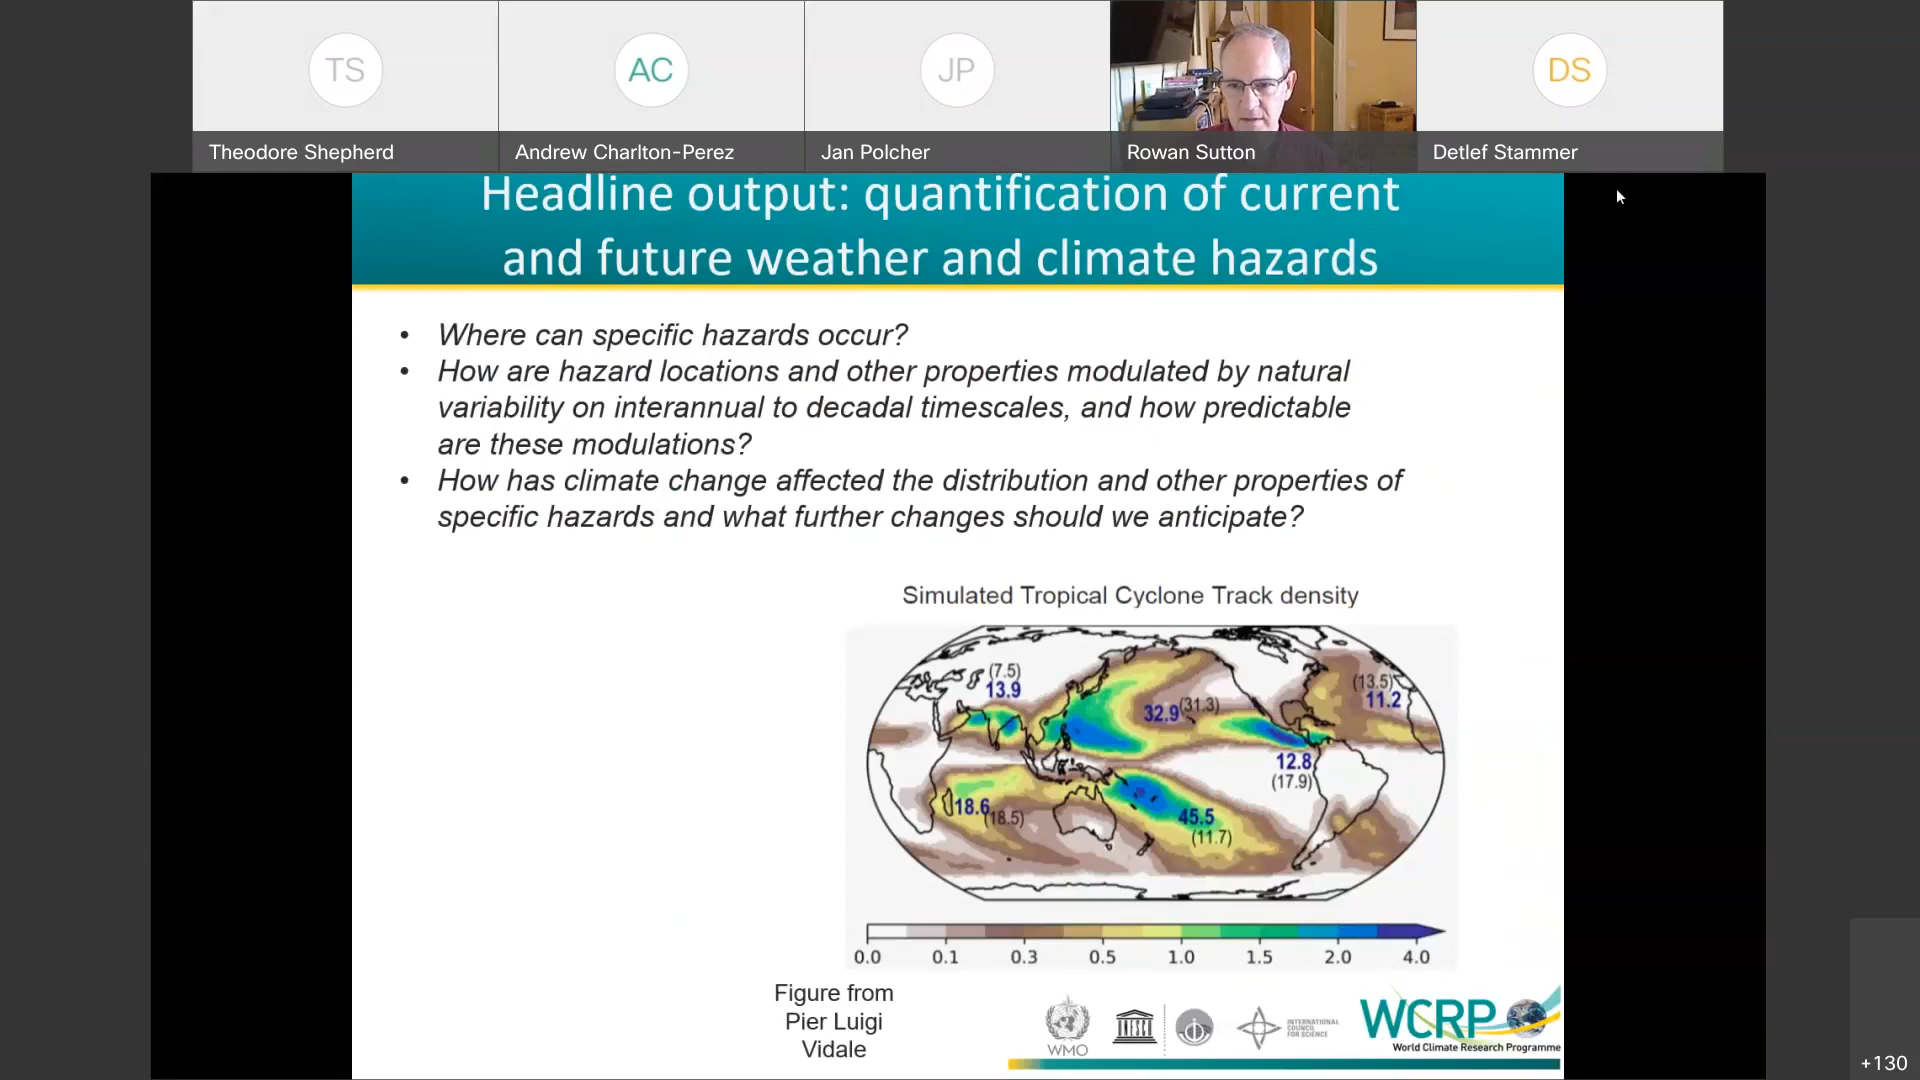 TS
AC
JP
DS
Theodore Shepherd
Andrew Charlton-Perez
Jan Polcher
Rowan Sutton
Detlef Stammer
Headline output: quantification of current
and future weather and climate hazards
• Where can specific hazards occur?
• How are hazard locations and other properties modulated by natural
variability on interannual to decadal timescales, and how predictable
are these modulations?
• How has climate change affected the distribution and other properties of
specific hazards and what further changes should we anticipate?
Simulated Tropical Cyclone Track density
(7.5)
13.9
32.9 (31.3)
(13.5)
11.2
12.8
(17.9)
18.6 (18.5)
45.5
(11.7)
0.0 0.1 0.3 0.5 1.0 1.5 2.0 4.0
Figure from
Pier Luigi
Vidale
WMO
INTERNATIONAL
COUNCIL
FOR SCIENCE
WCRP
World Climate Research Programme
+130